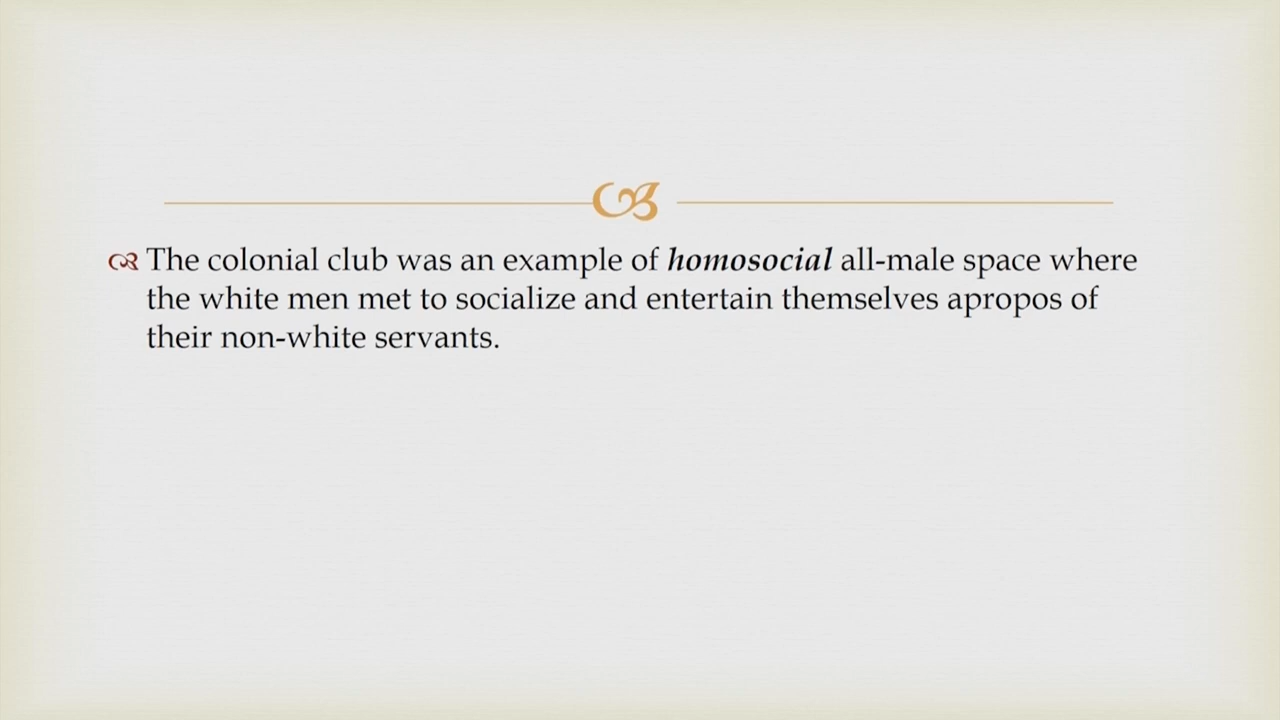 The colonial club was an example of homosocial all-male space where
the white men met to socialize and entertain themselves apropos of
their non-white servants.